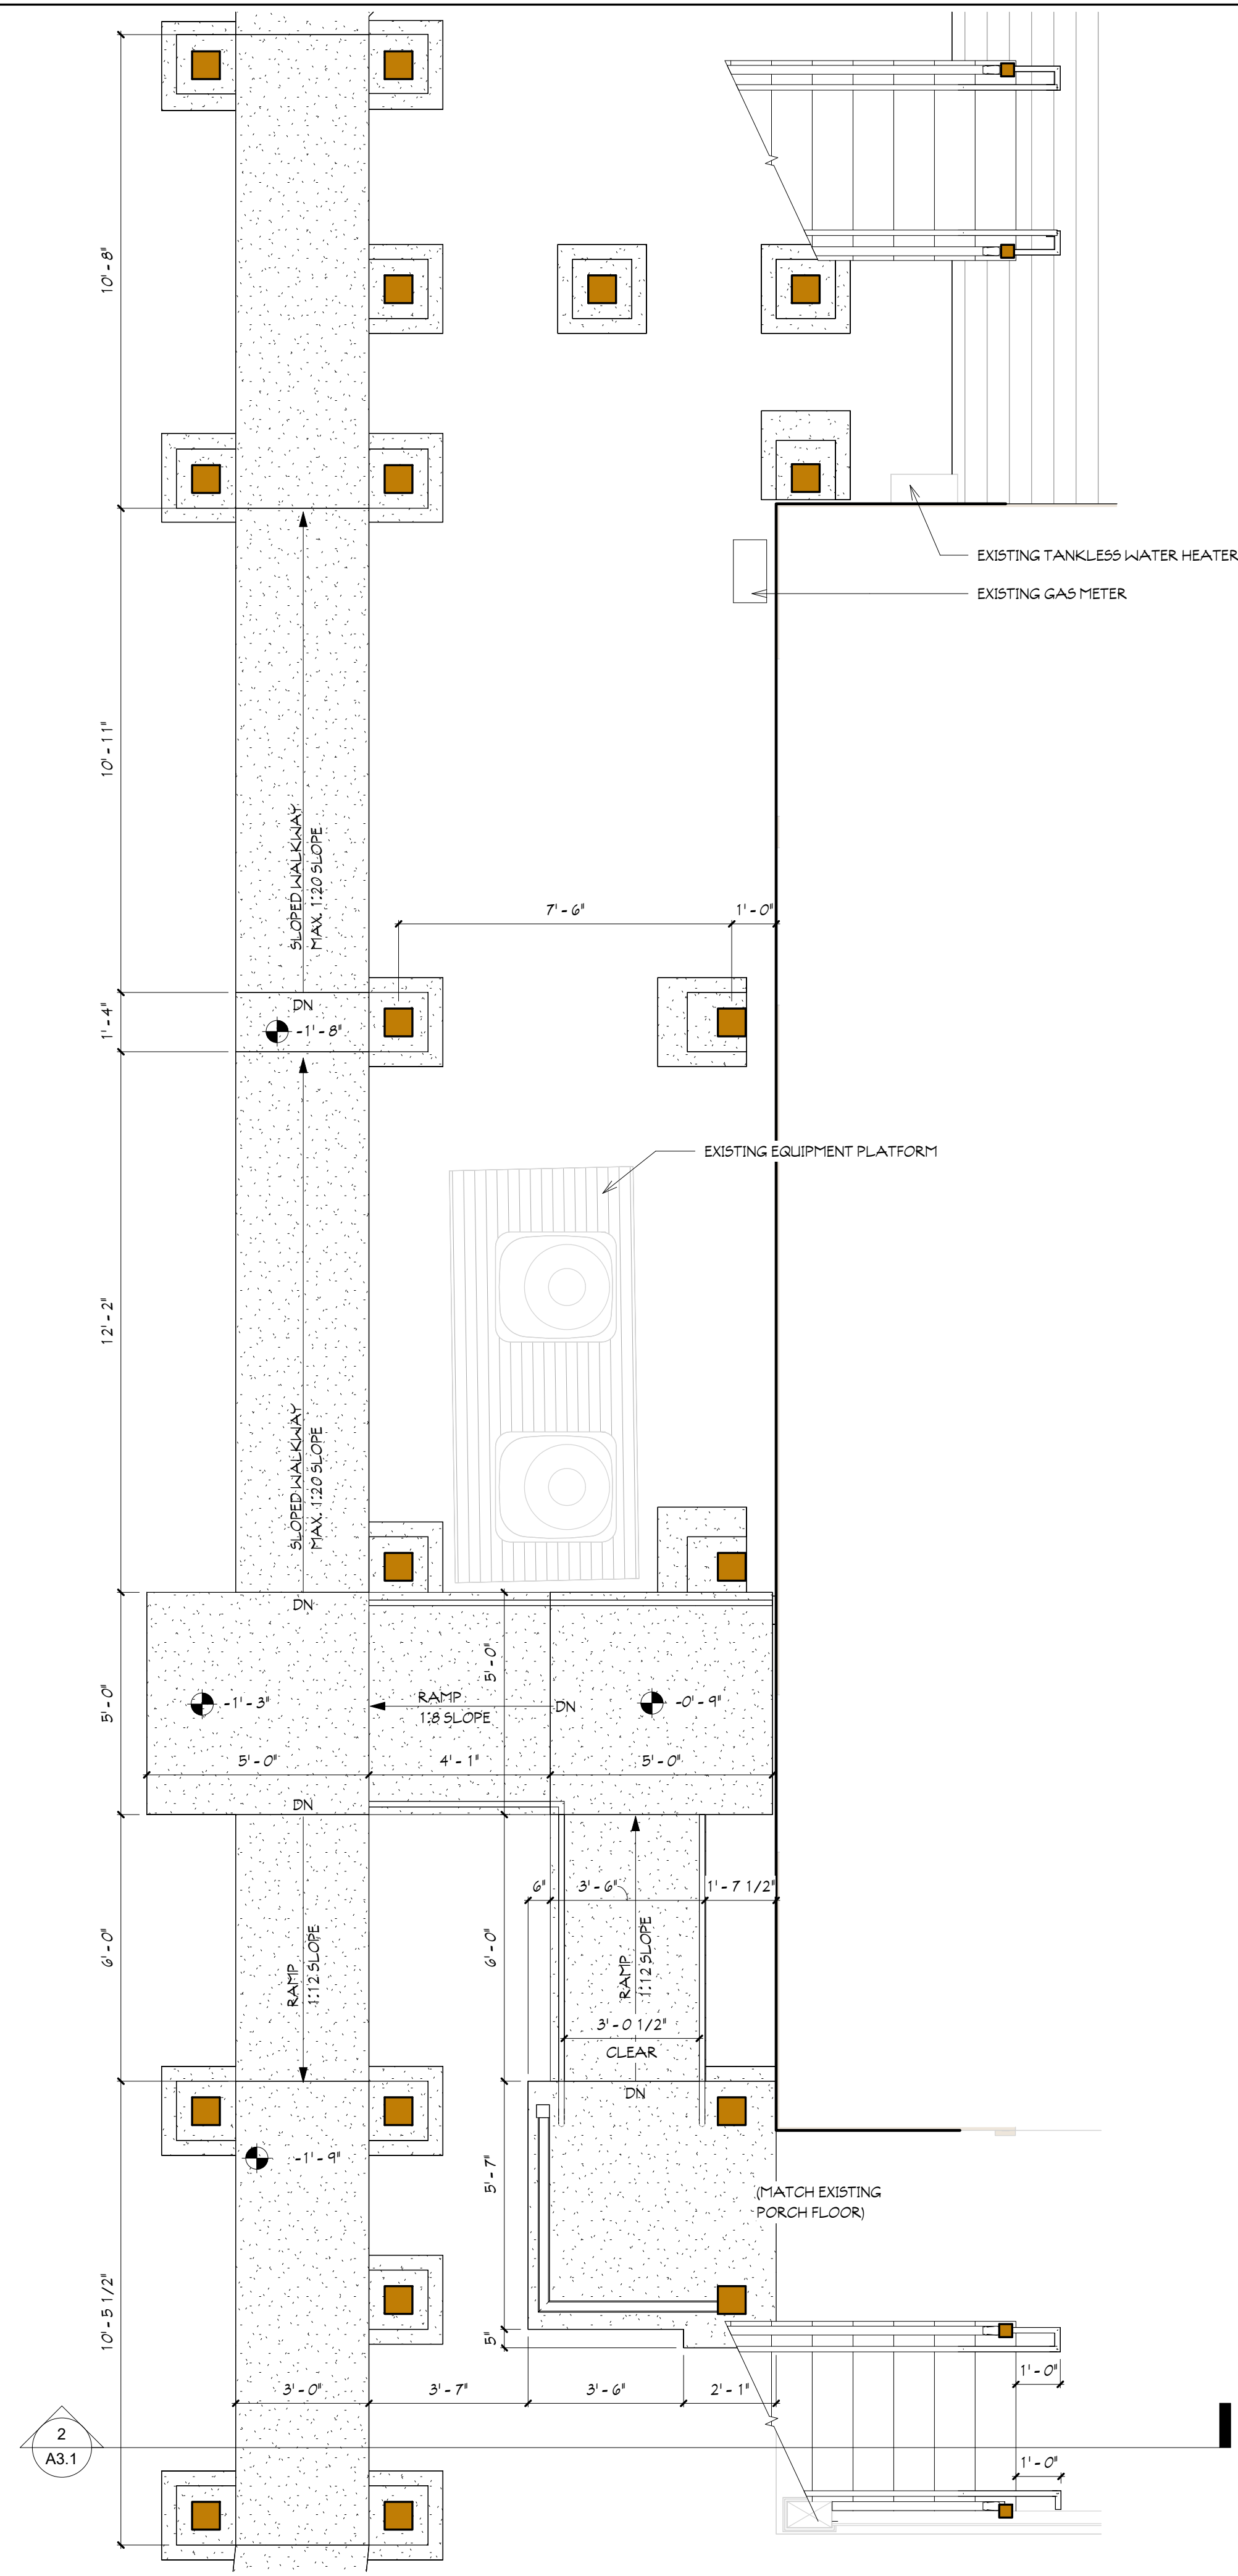 10' - 8"
EXISTING TANKLESS WATER HEATER
EXISTING GAS METER
10' - 11"
SLOPED WALKWAY
MAX. 1:20 SLOPE
7' - 6"
1' - 0"
1' - 4"
DN
-1' - 8"
EXISTING EQUIPMENT PLATFORM
12' - 2"
SLOPED WALKWAY
MAX. 1:20 SLOPE
DN
5' - 0"
5' - 0"
-1' - 3"
RAMP
1:8 SLOPE
DN
-0' - 9"
5' - 0"
4' - 1"
5' - 0"
DN
6"
3' - 6"
1' - 7 1/2"
6' - 0"
RAMP
1:12 SLOPE
6' - 0"
RAMP
1:12 SLOPE
3' - 0 1/2"
CLEAR
DN
-1' - 9"
5' - 7"
(MATCH EXISTING
PORCH FLOOR)
10' - 5 1/2"
5"
3' - 0"
3' - 7"
3' - 6"
2' - 1"
1' - 0"
2
A3.1
1' - 0"